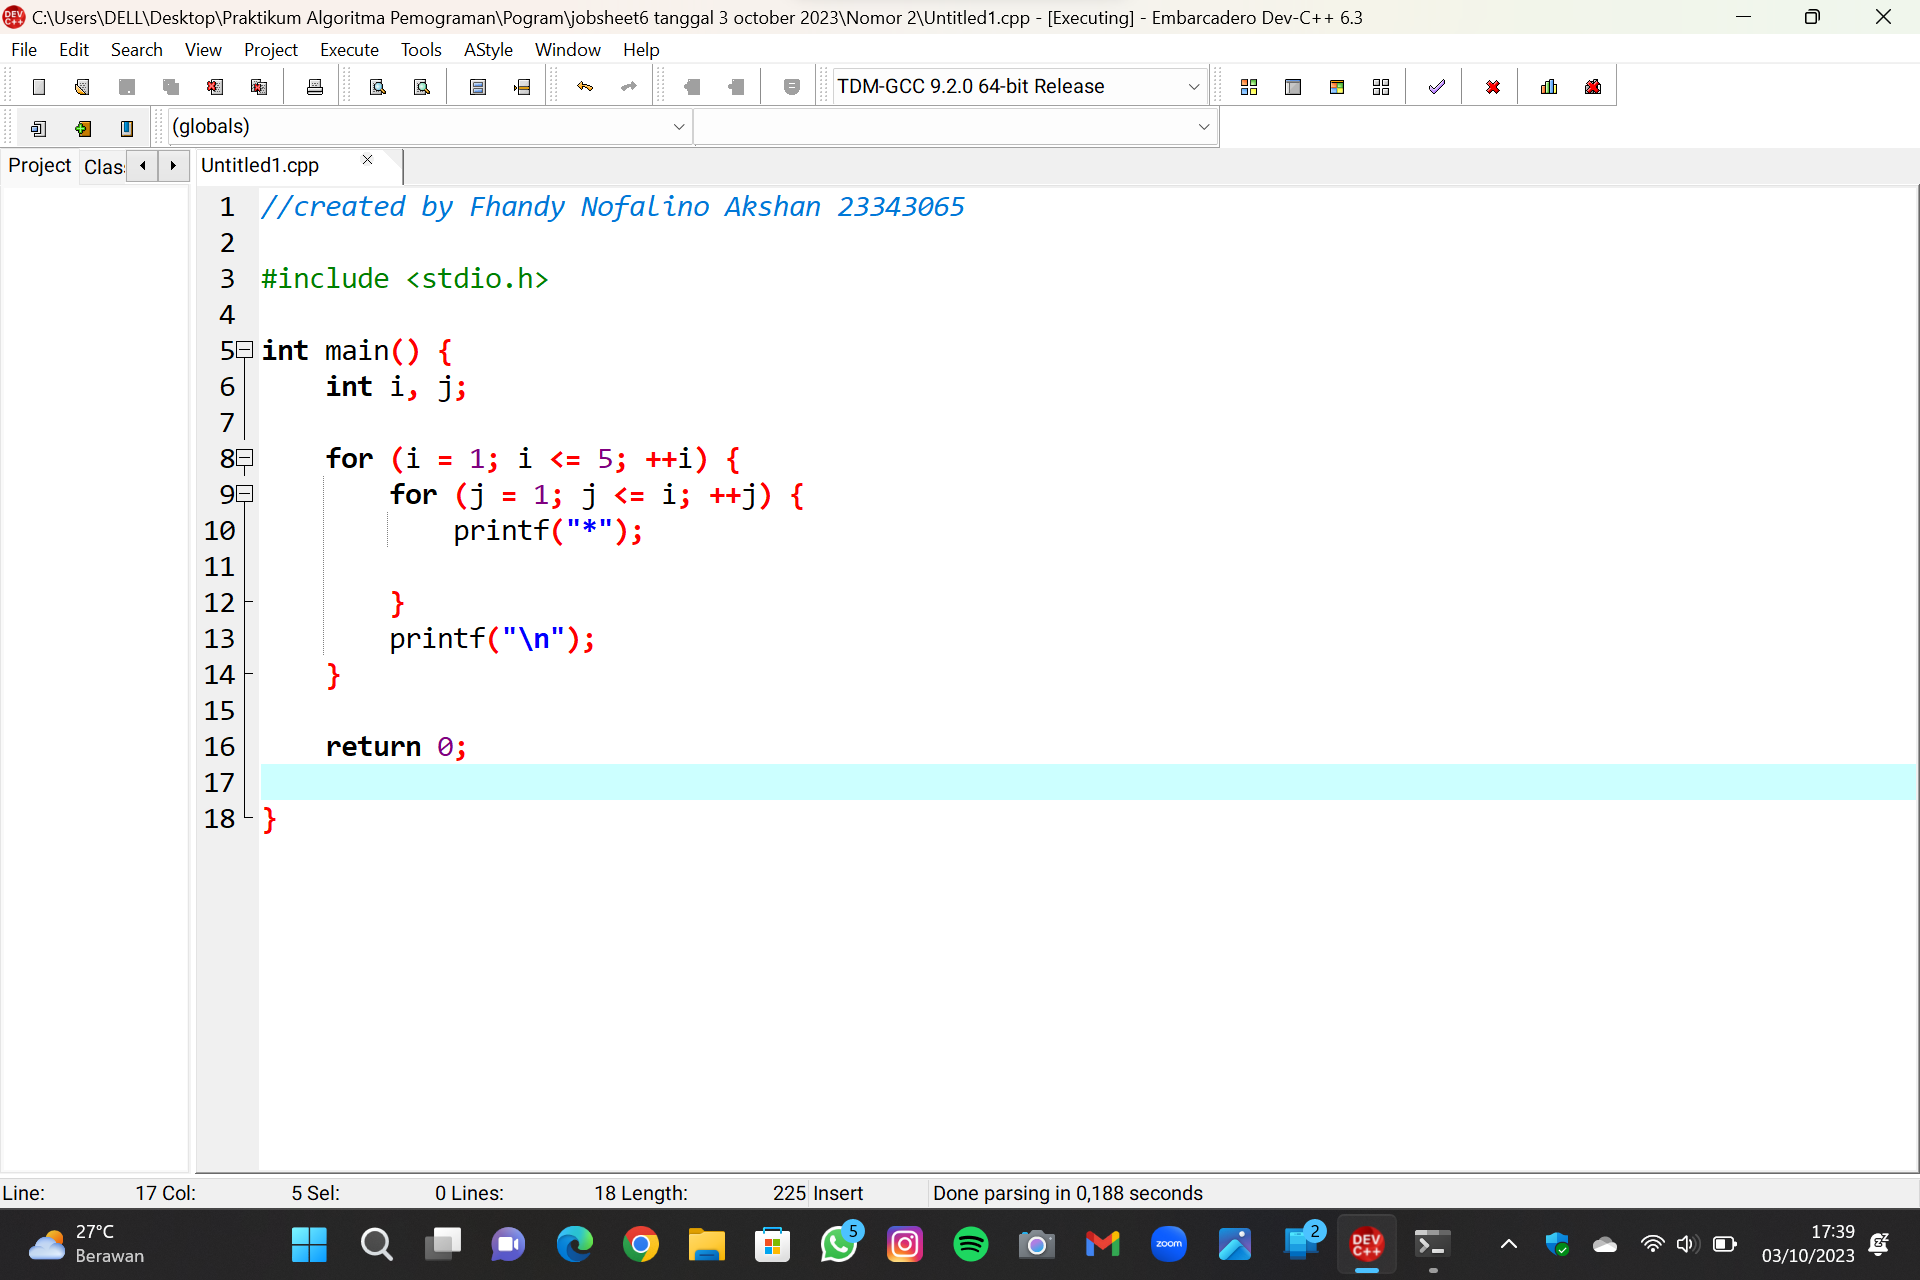 C:\Users\DELL\Desktop\Praktikum Algoritma Pemograman\Pogram\jobsheet6 tanggal 3 october 2023\Nomor 2\Untitled1.cpp - [Executing] - Embarcadero Dev-C++ 6.3
File Edit Search View Project Execute Tools AStyle Window Help
TDM-GCC 9.2.0 64-bit Release
(globals)
Project Clas Untitled1.cpp
1 //created by Fhandy Nofalino Akshan 23343065
2
3 #include <stdio.h>
4
5 int main() {
6     int i, j;
7
8     for (i = 1; i <= 5; ++i) {
9         for (j = 1; j <= i; ++j) {
10             printf("*");
11
12         }
13         printf("\n");
14     }
15
16     return 0;
17
18 }
Line: 17 Col: 5 Sel: 0 Lines: 18 Length: 225 Insert Done parsing in 0,188 seconds
27°C
Berawan
5
zoom
2
DEV C++
17:39
03/10/2023